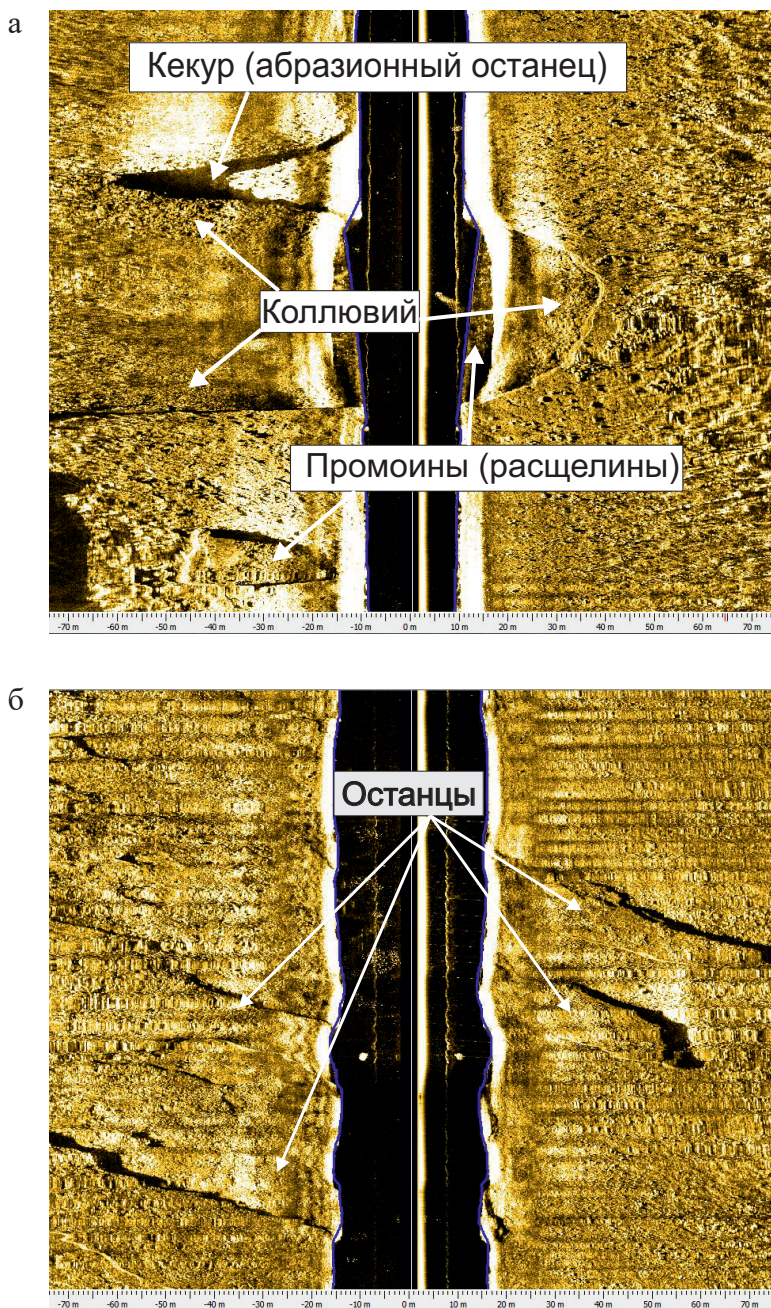 а
Кекур (абразионный останец)
Коллювий
Промоины (расщелины)
-70 m -60 m -50 m -40 m -30 m -20 m -10 m 0 m 10 m 20 m 30 m 40 m 50 m 60 m 70 m
б
Останцы
-70 m -60 m -50 m -40 m -30 m -20 m -10 m 0 m 10 m 20 m 30 m 40 m 50 m 60 m 70 m